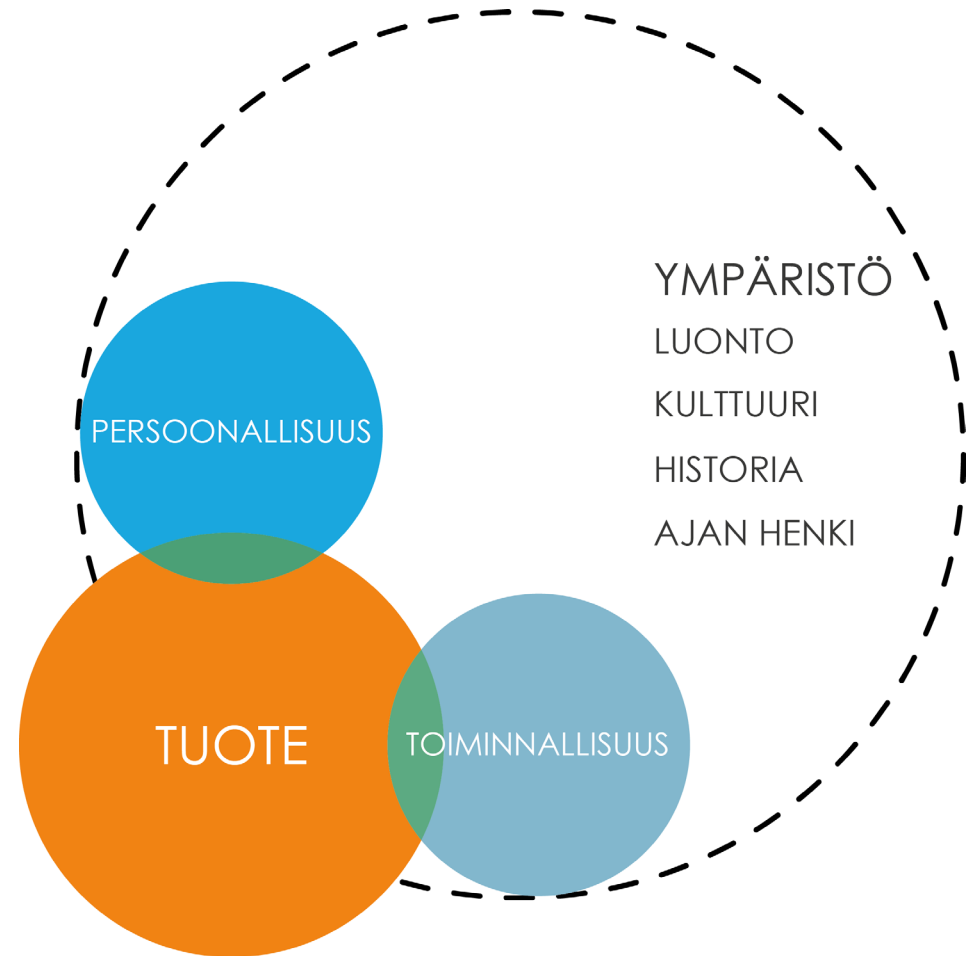 YMPÄRISTÖ
LUONTO
KULTTUURI
HISTORIA
AJAN HENKI
PERSOONALLISUUS
TUOTE
TOIMINNALLISUUS